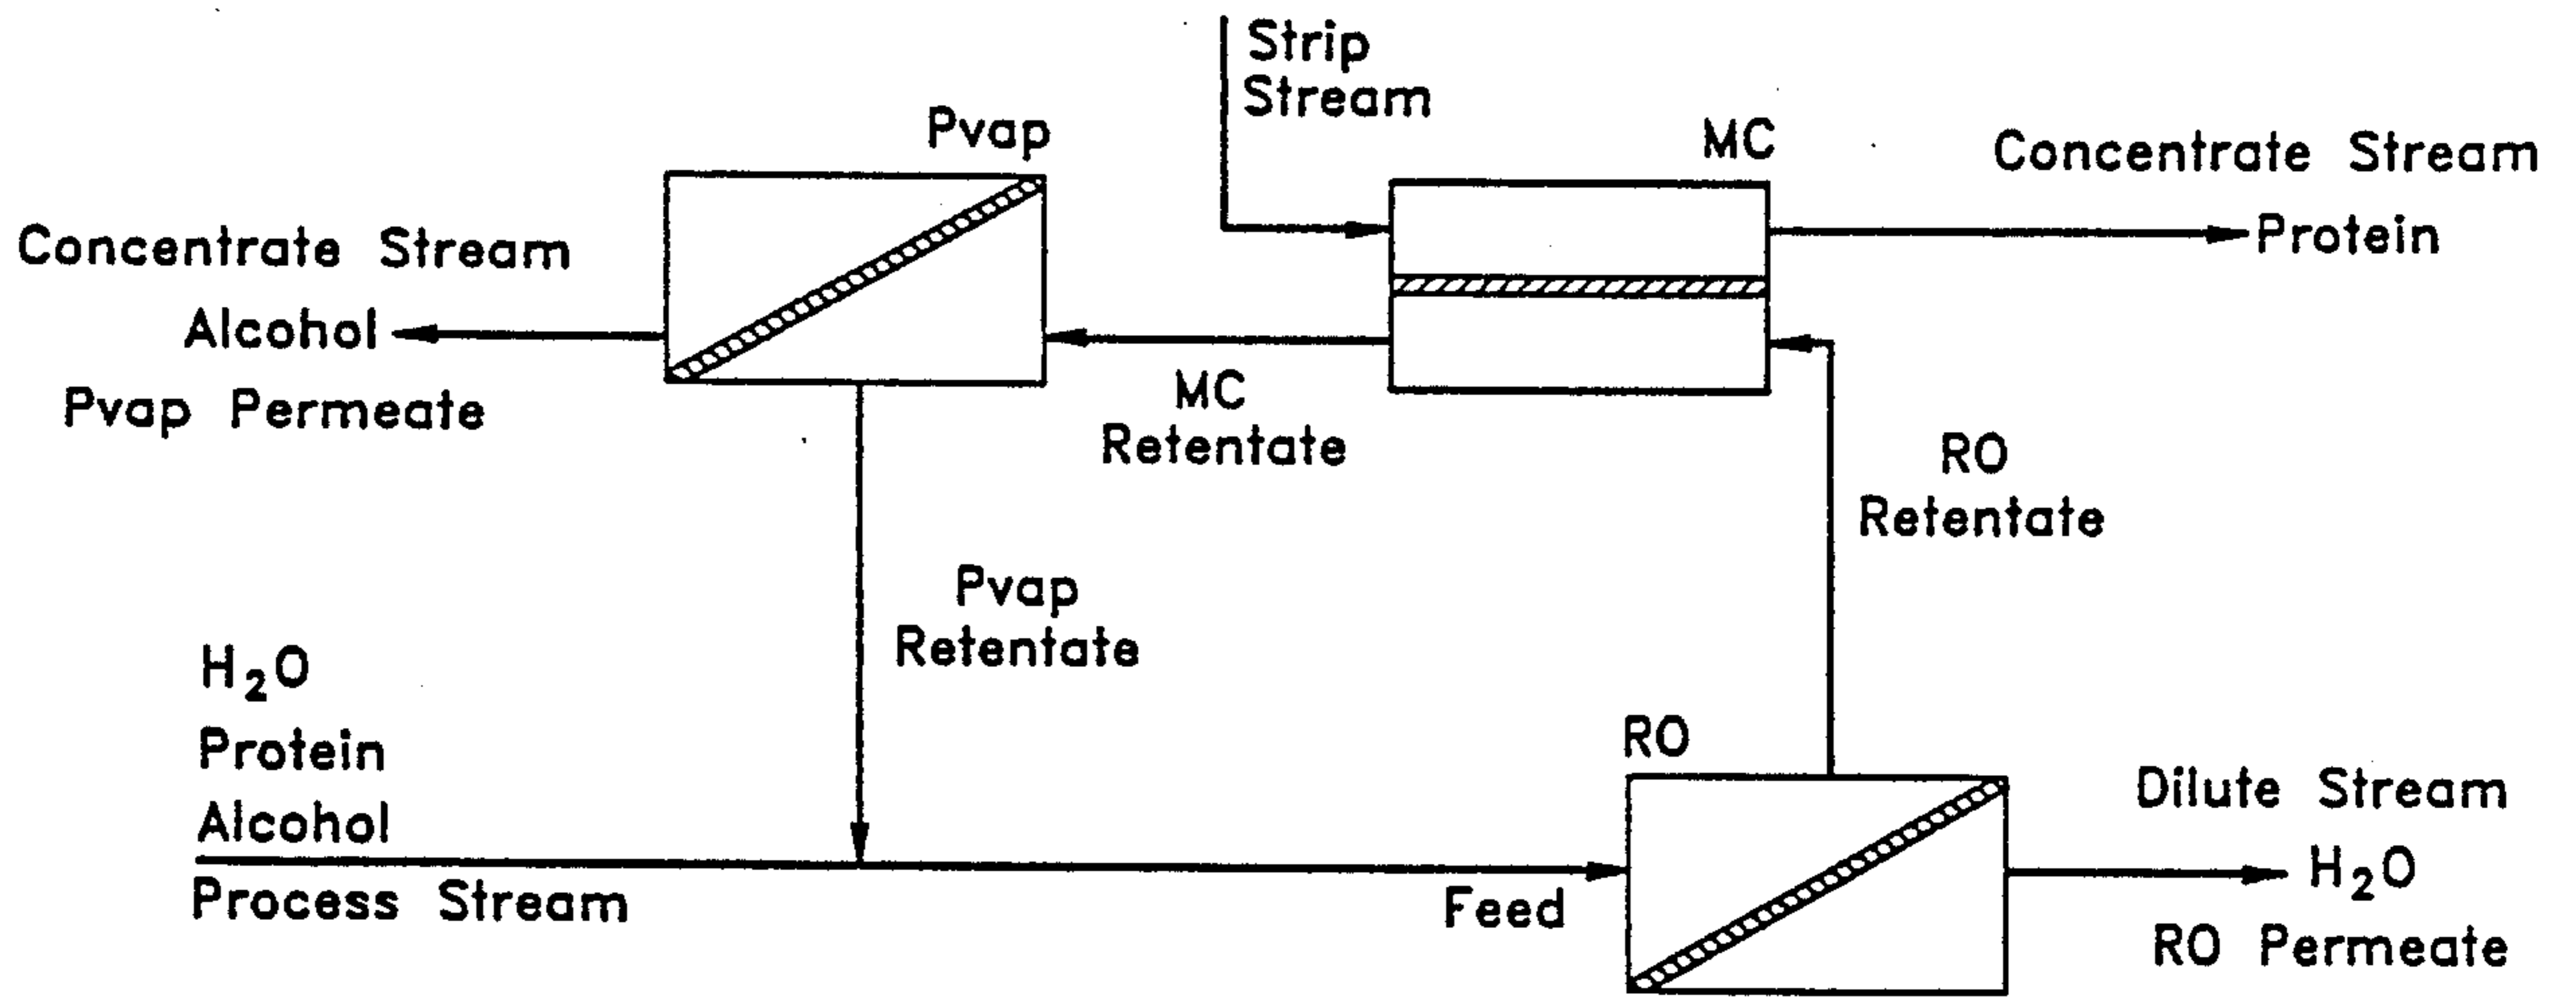 Strip
Stream
Pvap
MC
Concentrate Stream
Protein
Concentrate Stream
Alcohol
Pvap Permeate
MC
Retentate
RO
Retentate
Pvap
Retentate
H₂O
Protein
Alcohol
Process Stream
Feed
RO
Dilute Stream
H₂O
RO Permeate